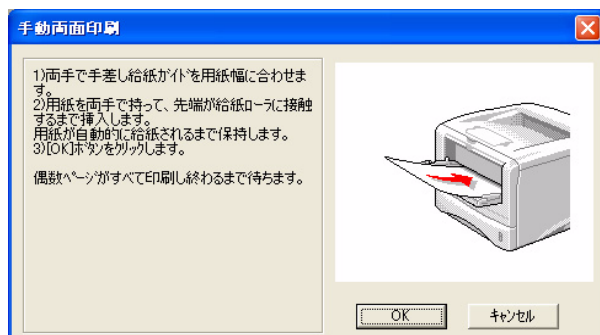 手動両面印刷
1)両手で手差し給紙ｶﾞｲﾄﾞを用紙幅に合わせま
す。
2)用紙を両手で持って、先端が給紙ﾛｰﾗに接触
するまで挿入します。
用紙が自動的に給紙されるまで保持します。
3)[OK]ﾎﾞﾀﾝをｸﾘｯｸします。
偶数ﾍﾟｰｼﾞがすべて印刷し終わるまで待ちます。
OK
ｷｬﾝｾﾙ